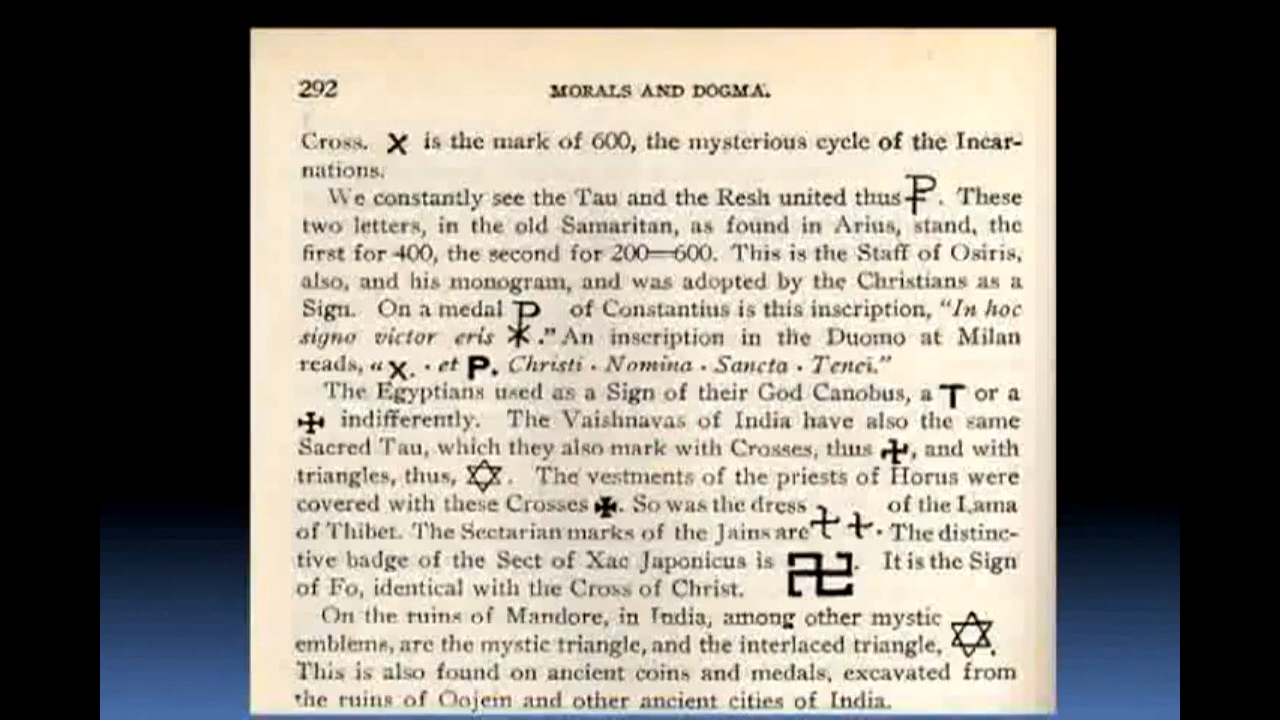 292 MORALS AND DOGMA.
Cross. X is the mark of 600, the mysterious cycle of the Incar-
nations.
We constantly see the Tau and the Resh united thus ⳨. These
two letters, in the old Samaritan, as found in Arius, stand, the
first for 400, the second for 200—600. This is the Staff of Osiris,
also, and his monogram, and was adopted by the Christians as a
Sign. On a medal P of Constantius is this inscription, "In hoc
signo victor eris ." An inscription in the Duomo at Milan
reads, "X. · et P. Christi · Nomina · Sancta · Tenei."
The Egyptians used as a Sign of their God Canobus, a T or a
✠ indifferently. The Vaishnavas of India have also the same
Sacred Tau, which they also mark with Crosses, thus 卐, and with
triangles, thus, ✡. The vestments of the priests of Horus were
covered with these Crosses ✠. So was the dress of the Lama
of Thibet. The Sectarian marks of the Jains are 卐. The distinc-
tive badge of the Sect of Xac Japonicus is 卍. It is the Sign
of Fo, identical with the Cross of Christ.
On the ruins of Mandore, in India, among other mystic
emblems, are the mystic triangle, and the interlaced triangle, ✡.
This is also found on ancient coins and medals, excavated from
the ruins of Oojein and other ancient cities of India.